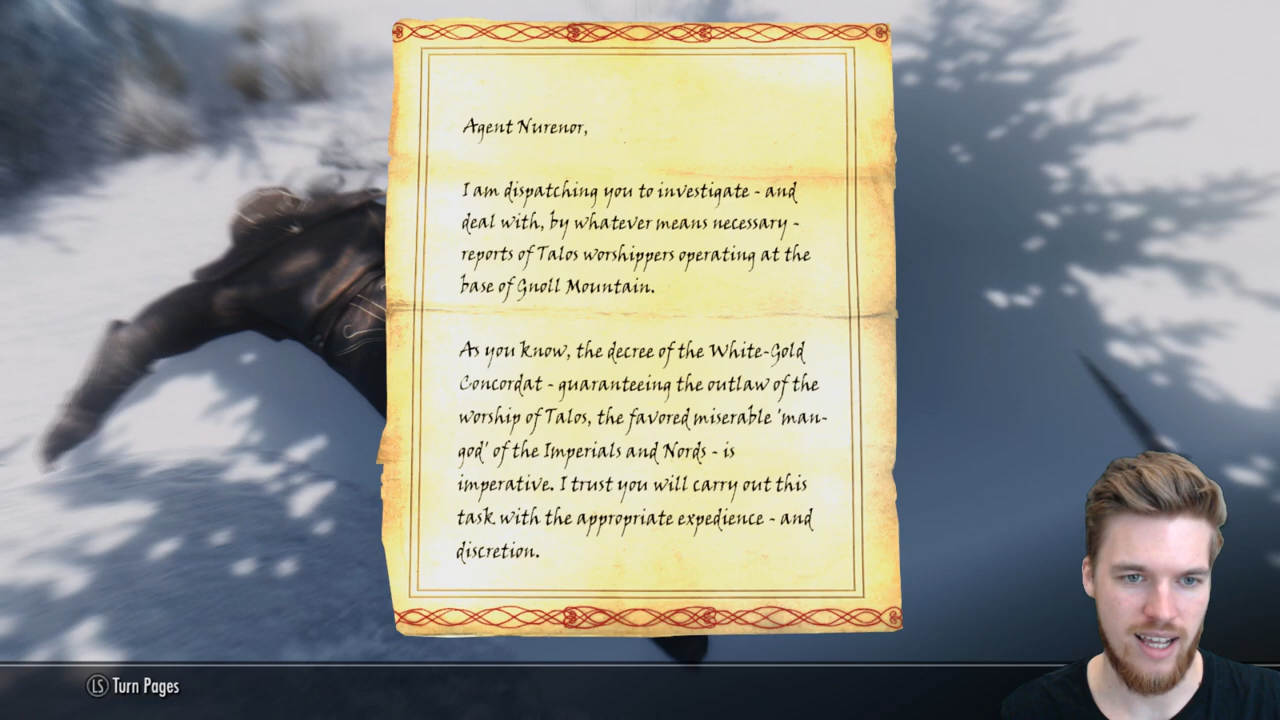 Agent Nurenor,
I am dispatching you to investigate - and
deal with, by whatever means necessary -
reports of Talos worshippers operating at the
base of Gnoll Mountain.
As you know, the decree of the White-Gold
Concordat - guaranteeing the outlaw of the
worship of Talos, the favored miserable 'man-
god' of the Imperials and Nords - is
imperative. I trust you will carry out this
task with the appropriate expedience - and
discretion.
LS Turn Pages